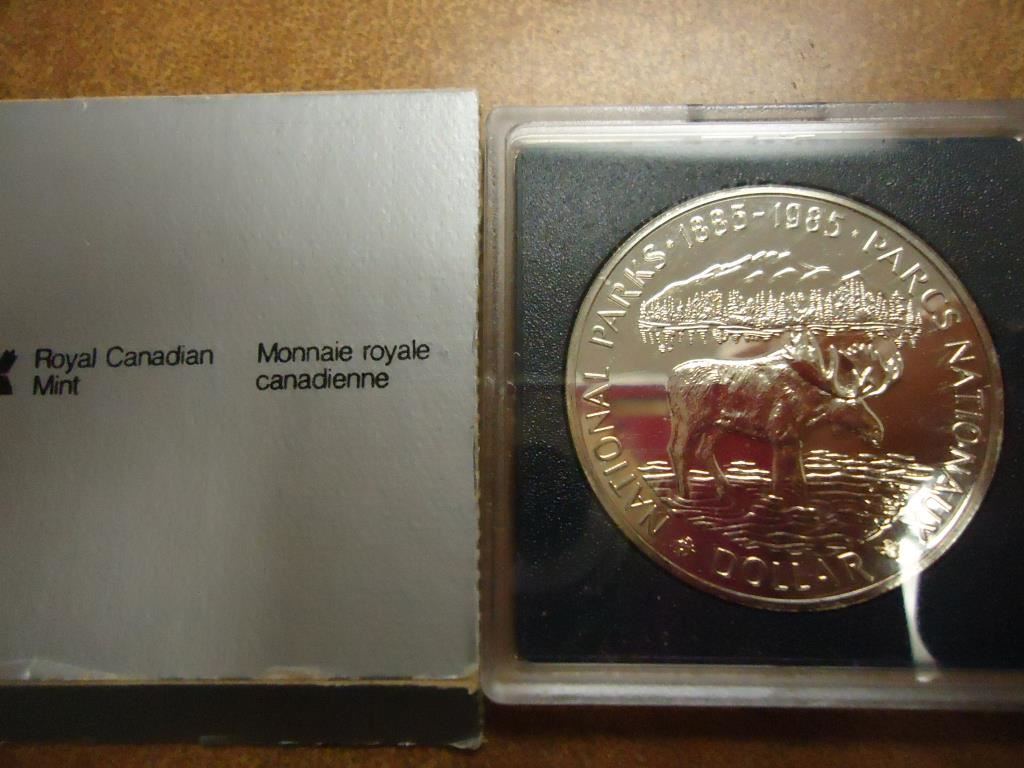 Royal Canadian
Mint
Monnaie royale
canadienne
NATIONAL PARKS · 1885-1985 · PARCS NATIONAUX
DOLLAR